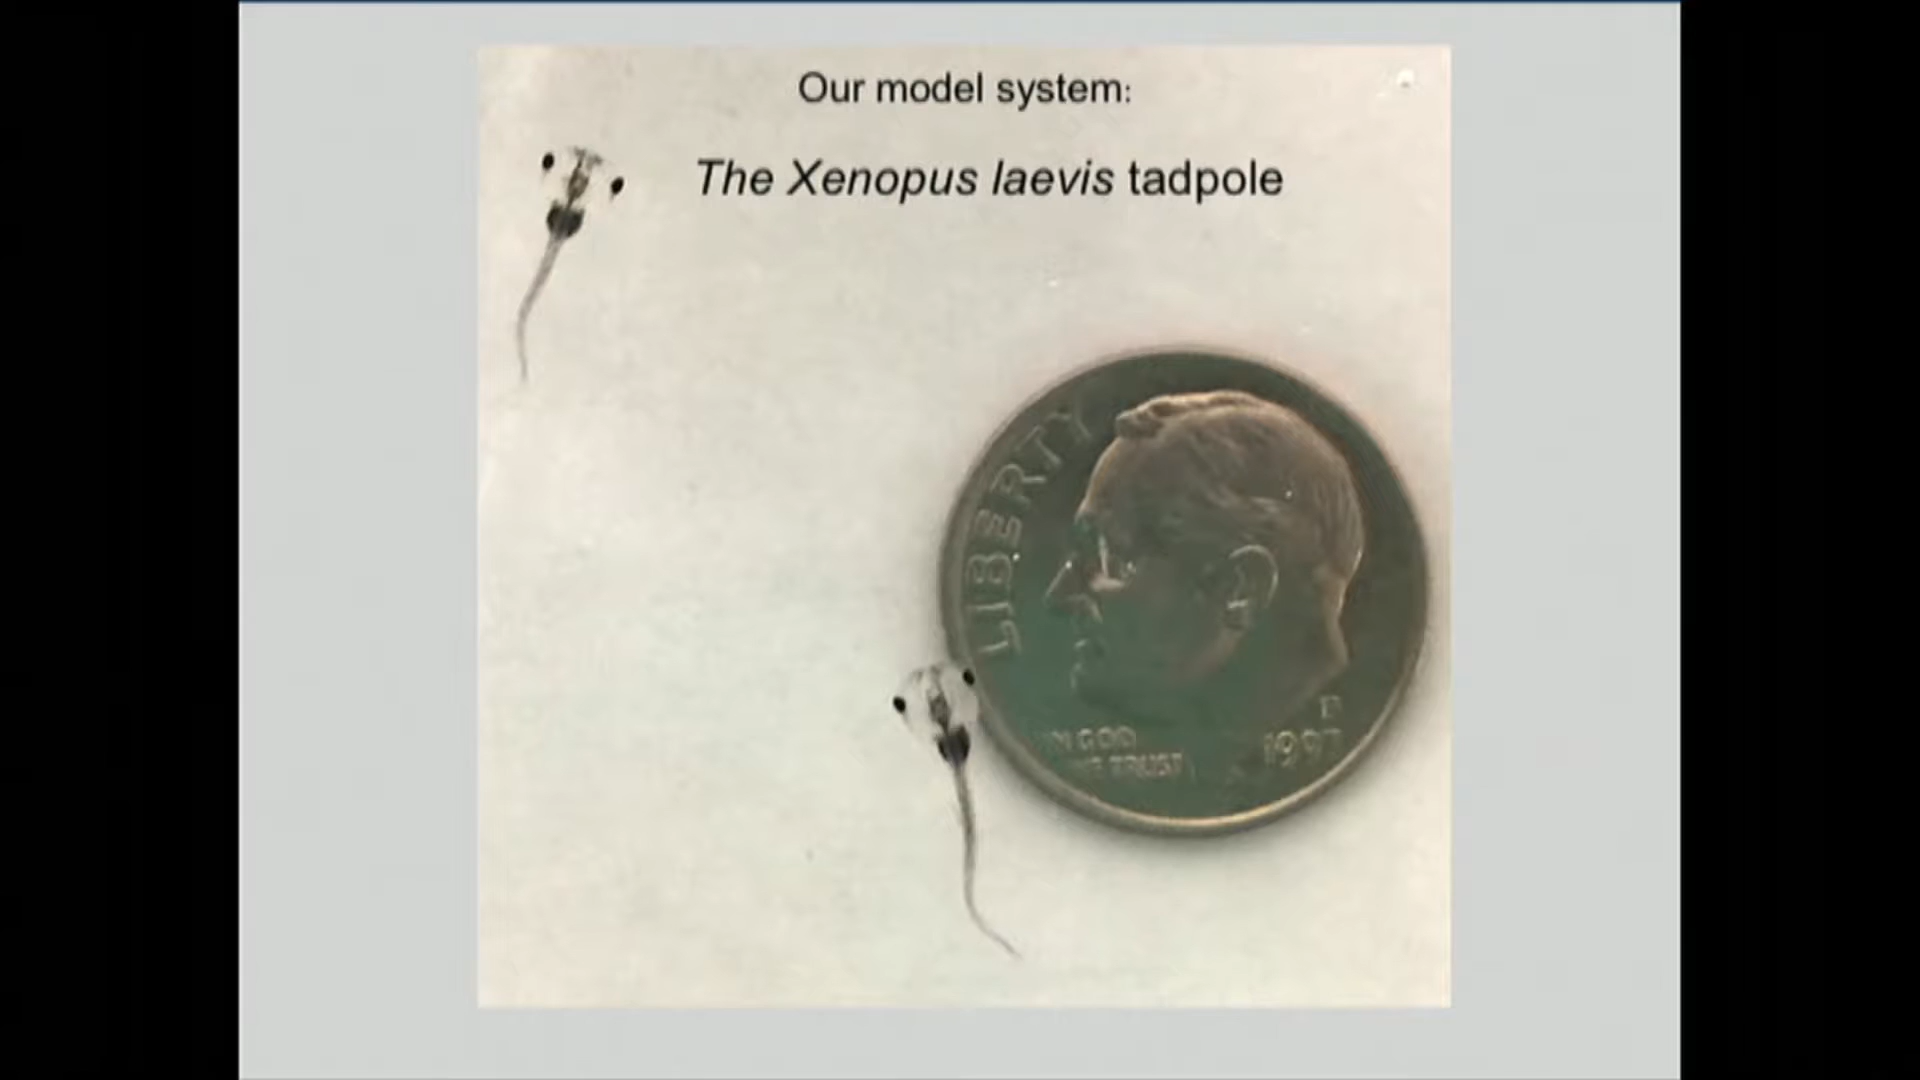 Our model system:
The Xenopus laevis tadpole
LIBERTY
IN GOD
WE TRUST
1997